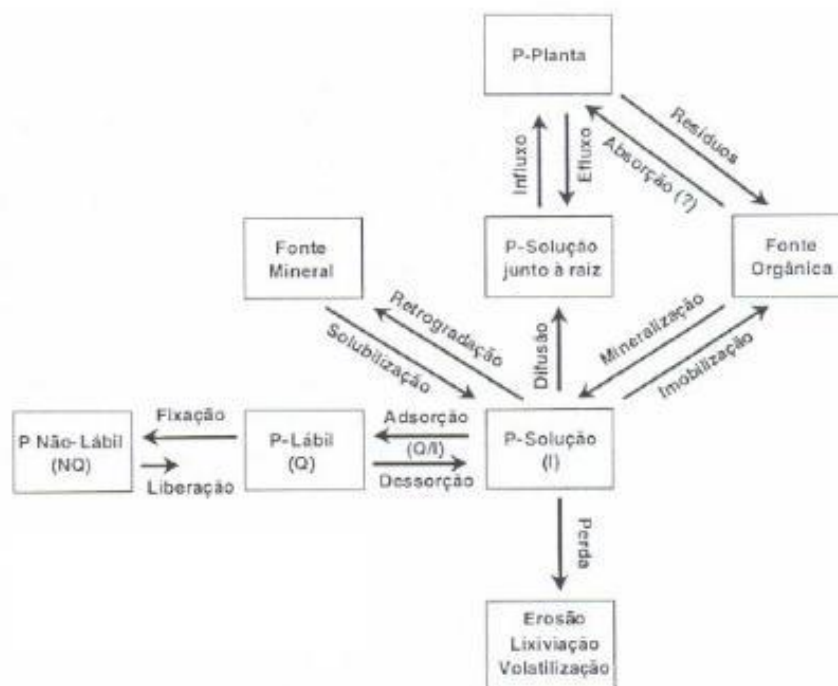 P-Planta
Resíduos
Absorção (?)
Influxo
Efluxo
Fonte
Mineral
P-Solução
junto à raiz
Fonte
Orgânica
Retrogradação
Solubilização
Difusão
Mineralização
Imobilização
P Não-Lábil
(NQ)
Fixação
Liberação
P-Lábil
(Q)
Adsorção
(Q/I)
Dessorção
P-Solução
(I)
Perda
Erosão
Lixiviação
Volatilização